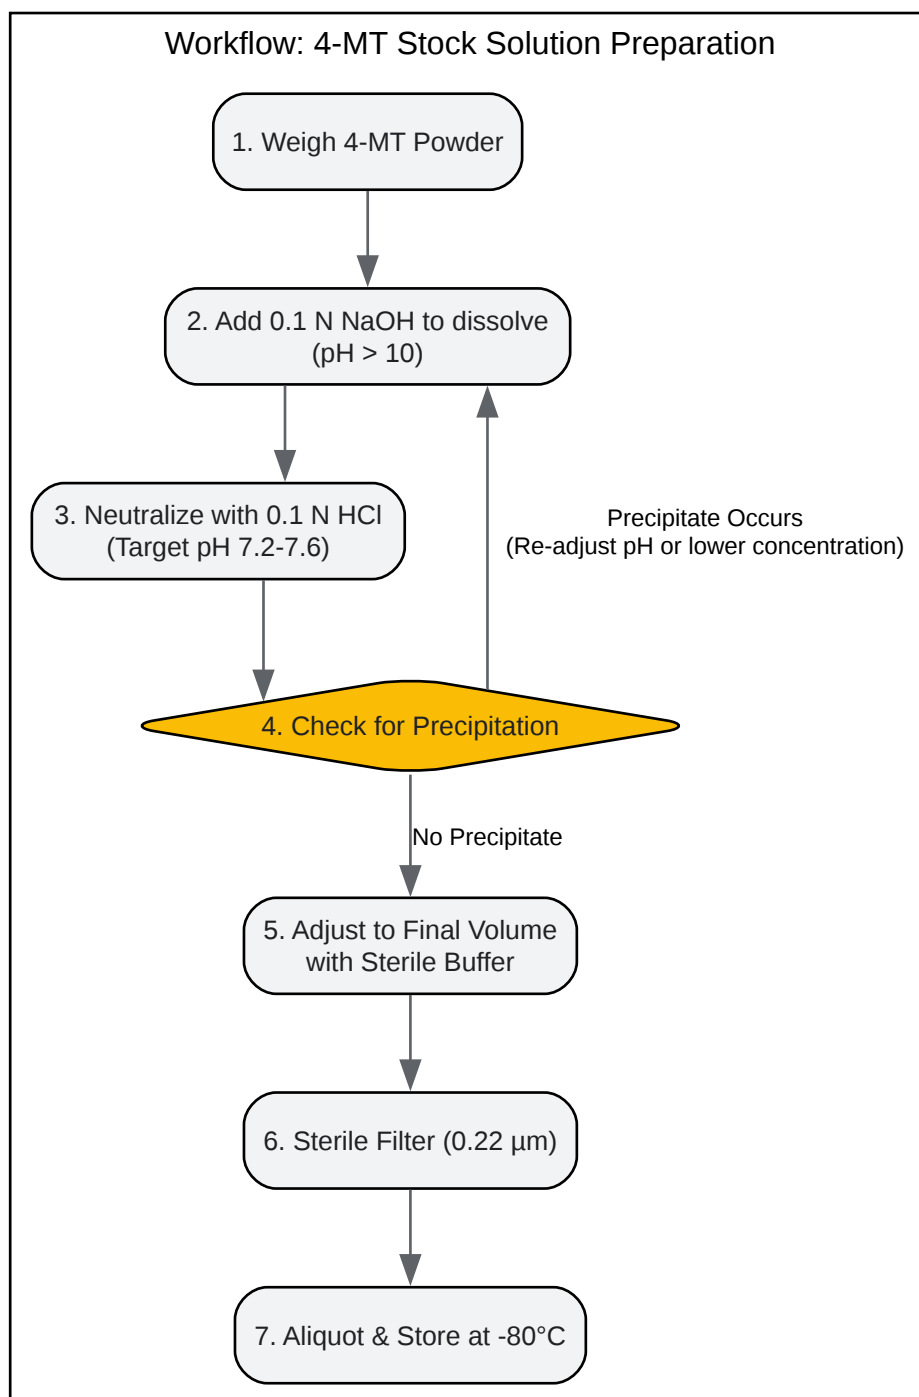 Workflow: 4-MT Stock Solution Preparation
1. Weigh 4-MT Powder
2. Add 0.1 N NaOH to dissolve
(pH > 10)
3. Neutralize with 0.1 N HCl
(Target pH 7.2-7.6)
Precipitate Occurs
(Re-adjust pH or lower concentration)
4. Check for Precipitation
No Precipitate
5. Adjust to Final Volume
with Sterile Buffer
6. Sterile Filter (0.22 µm)
7. Aliquot & Store at -80°C